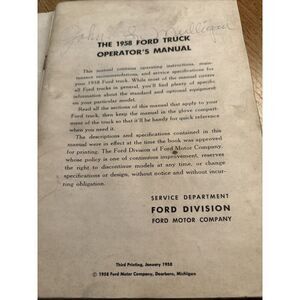 John
THE 1958 FORD TRUCK
OPERATOR'S MANUAL
This manual contains operating instructions, main-
tenance recommendations, and service specifications for
your 1958 Ford truck. While most of the manual covers
all Ford trucks in general, you'll find plenty of specific
information about the standard and optional equipment
on your particular model.
Read all the sections of this manual that apply to your
Ford truck, then keep the manual in the glove compart-
ment of the truck so that it'll be handy for quick reference
when you need it.
The descriptions and specifications contained in this
manual were in effect at the time the book was approved
for printing. The Ford Division of Ford Motor Company,
whose policy is one of continuous improvement, reserves
the right to discontinue models at any time, or change
specifications or design, without notice and without incur-
ring obligation.
SERVICE DEPARTMENT
FORD DIVISION
FORD MOTOR COMPANY
Third Printing, January 1958
© 1958 Ford Motor Company, Dearborn, Michigan